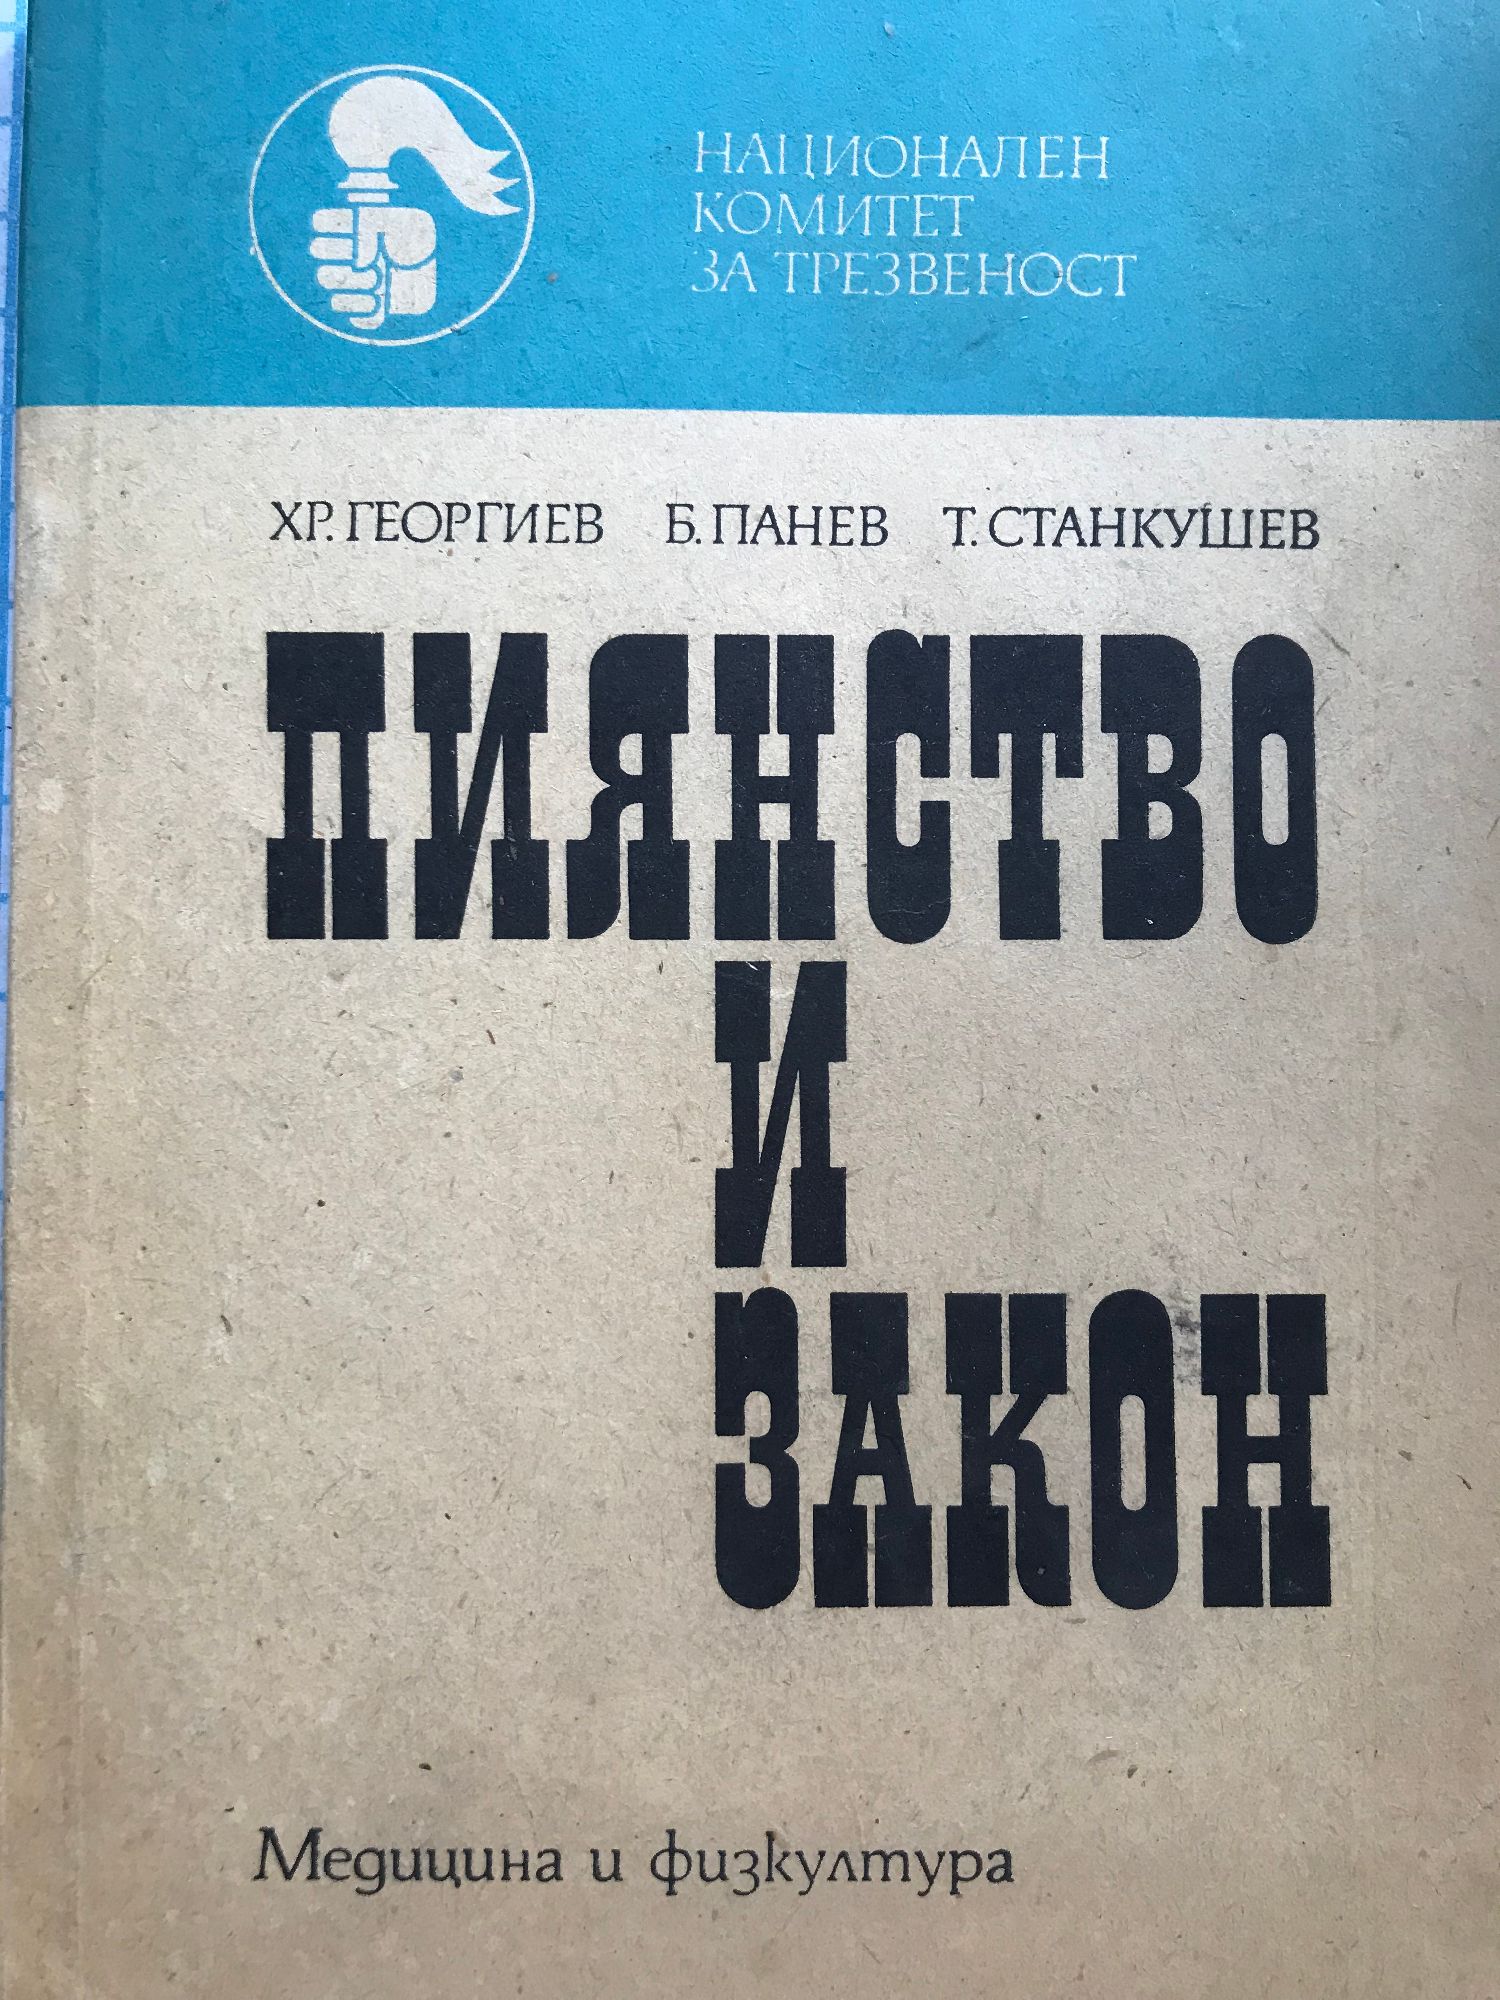 НАЦИОНАЛЕН
КОМИТЕТ
ЗА ТРЕЗВЕНОСТ
ХР. ГЕОРГИЕВ Б. ПАНЕВ Т. СТАНКУШЕВ
ПИЯНСТВО
И
ЗАКОН
Медицина и физкултура